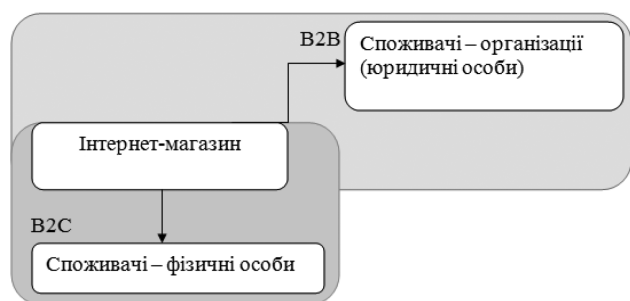 B2B
Споживачі – організації
(юридичні особи)
Інтернет-магазин
B2C
Споживачі – фізичні особи